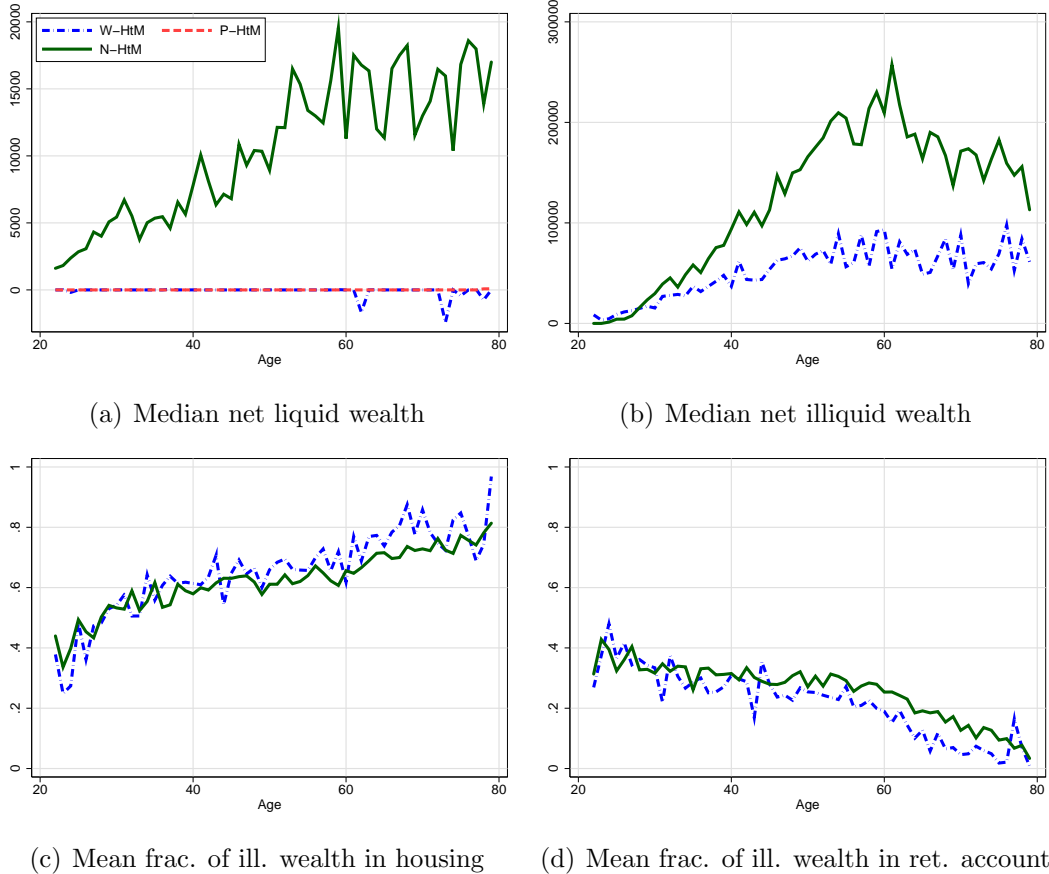 W−HtM P−HtM
N−HtM
20000
15000
10000
5000
0
20 40 60 80
Age
(a) Median net liquid wealth
300000
200000
100000
0
20 40 60 80
Age
(b) Median net illiquid wealth
1
.8
.6
.4
.2
0
20 40 60 80
Age
(c) Mean frac. of ill. wealth in housing
1
.8
.6
.4
.2
0
20 40 60 80
Age
(d) Mean frac. of ill. wealth in ret. account